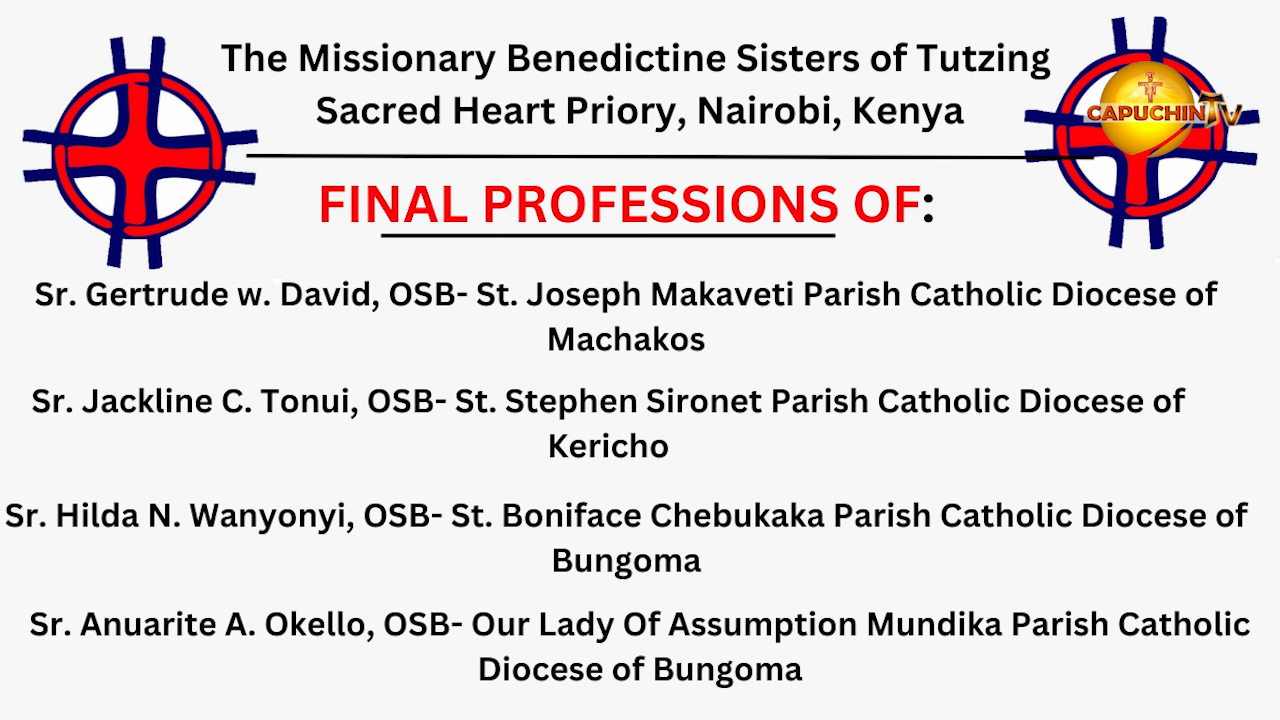 The Missionary Benedictine Sisters of Tutzing
Sacred Heart Priory, Nairobi, Kenya
CAPUCHIN TV
FINAL PROFESSIONS OF:
Sr. Gertrude w. David, OSB- St. Joseph Makaveti Parish Catholic Diocese of
Machakos
Sr. Jackline C. Tonui, OSB- St. Stephen Sironet Parish Catholic Diocese of
Kericho
Sr. Hilda N. Wanyonyi, OSB- St. Boniface Chebukaka Parish Catholic Diocese of
Bungoma
Sr. Anuarite A. Okello, OSB- Our Lady Of Assumption Mundika Parish Catholic
Diocese of Bungoma